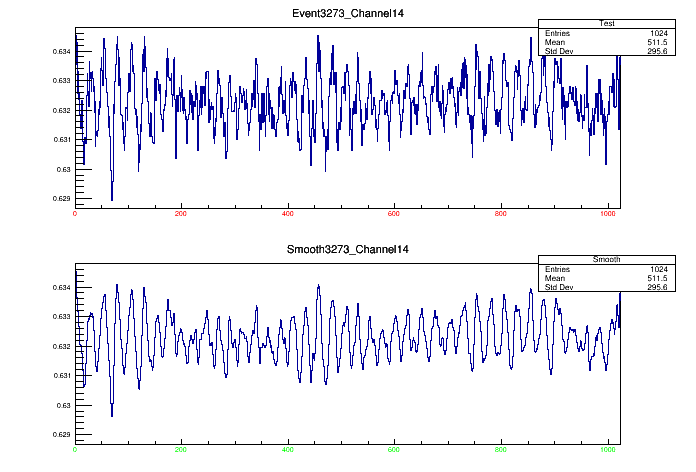 Event3273_Channel14
Test
Entries 1024
Mean 511.5
Std Dev 295.6
0.634
0.633
0.632
0.631
0.63
0.629
0 200 400 600 800 1000
Smooth3273_Channel14
Smooth
Entries 1024
Mean 511.5
Std Dev 295.6
0.634
0.633
0.632
0.631
0.63
0.629
0 200 400 600 800 1000